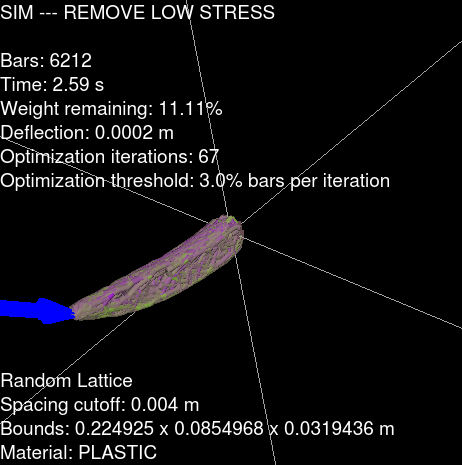 SIM --- REMOVE LOW STRESS
Bars: 6212
Time: 2.59 s
Weight remaining: 11.11%
Deflection: 0.0002 m
Optimization iterations: 67
Optimization threshold: 3.0% bars per iteration
Random Lattice
Spacing cutoff: 0.004 m
Bounds: 0.224925 x 0.0854968 x 0.0319436 m
Material: PLASTIC